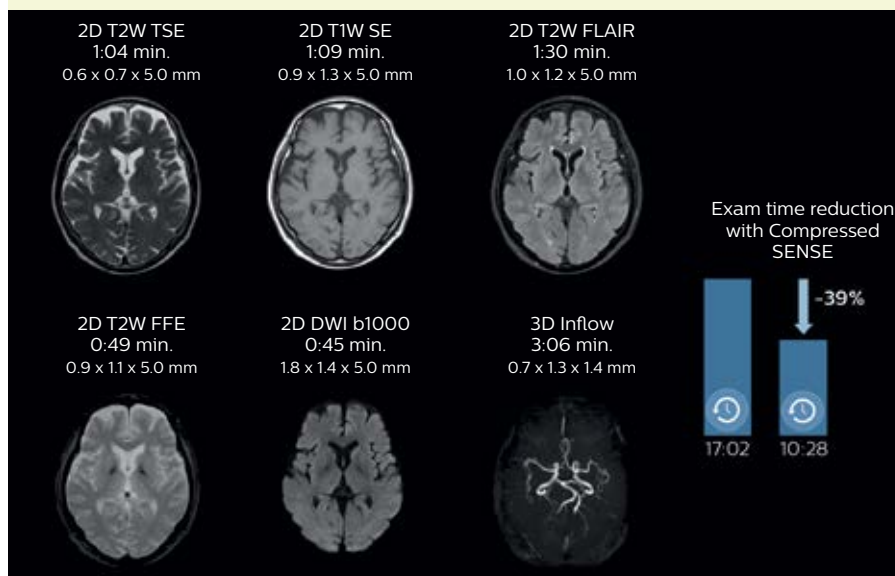 2D T2W TSE
1:04 min.
0.6 x 0.7 x 5.0 mm
2D T1W SE
1:09 min.
0.9 x 1.3 x 5.0 mm
2D T2W FLAIR
1:30 min.
1.0 x 1.2 x 5.0 mm
2D T2W FFE
0:49 min.
0.9 x 1.1 x 5.0 mm
2D DWI b1000
0:45 min.
1.8 x 1.4 x 5.0 mm
3D Inflow
3:06 min.
0.7 x 1.3 x 1.4 mm
Exam time reduction
with Compressed
SENSE
-39%
17:02
10:28